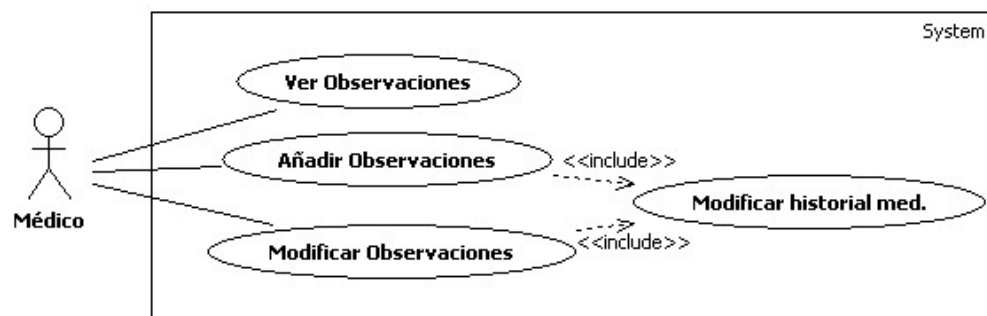 System
Ver Observaciones
Añadir Observaciones
<<include>>
Modificar historial med.
Médico
Modificar Observaciones
<<include>>